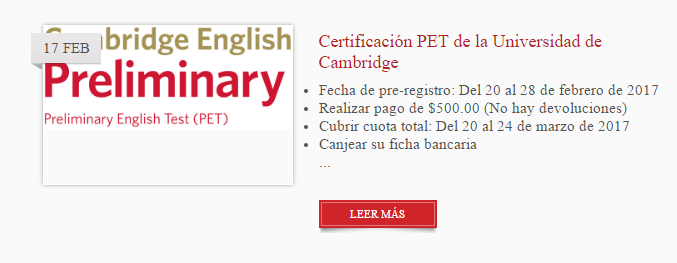 17 FEB
Cambridge English
Preliminary
Preliminary English Test (PET)
Certificación PET de la Universidad de
Cambridge
Fecha de pre-registro: Del 20 al 28 de febrero de 2017
Realizar pago de $500.00 (No hay devoluciones)
Cubrir cuota total: Del 20 al 24 de marzo de 2017
Canjear su ficha bancaria
...
LEER MÁS